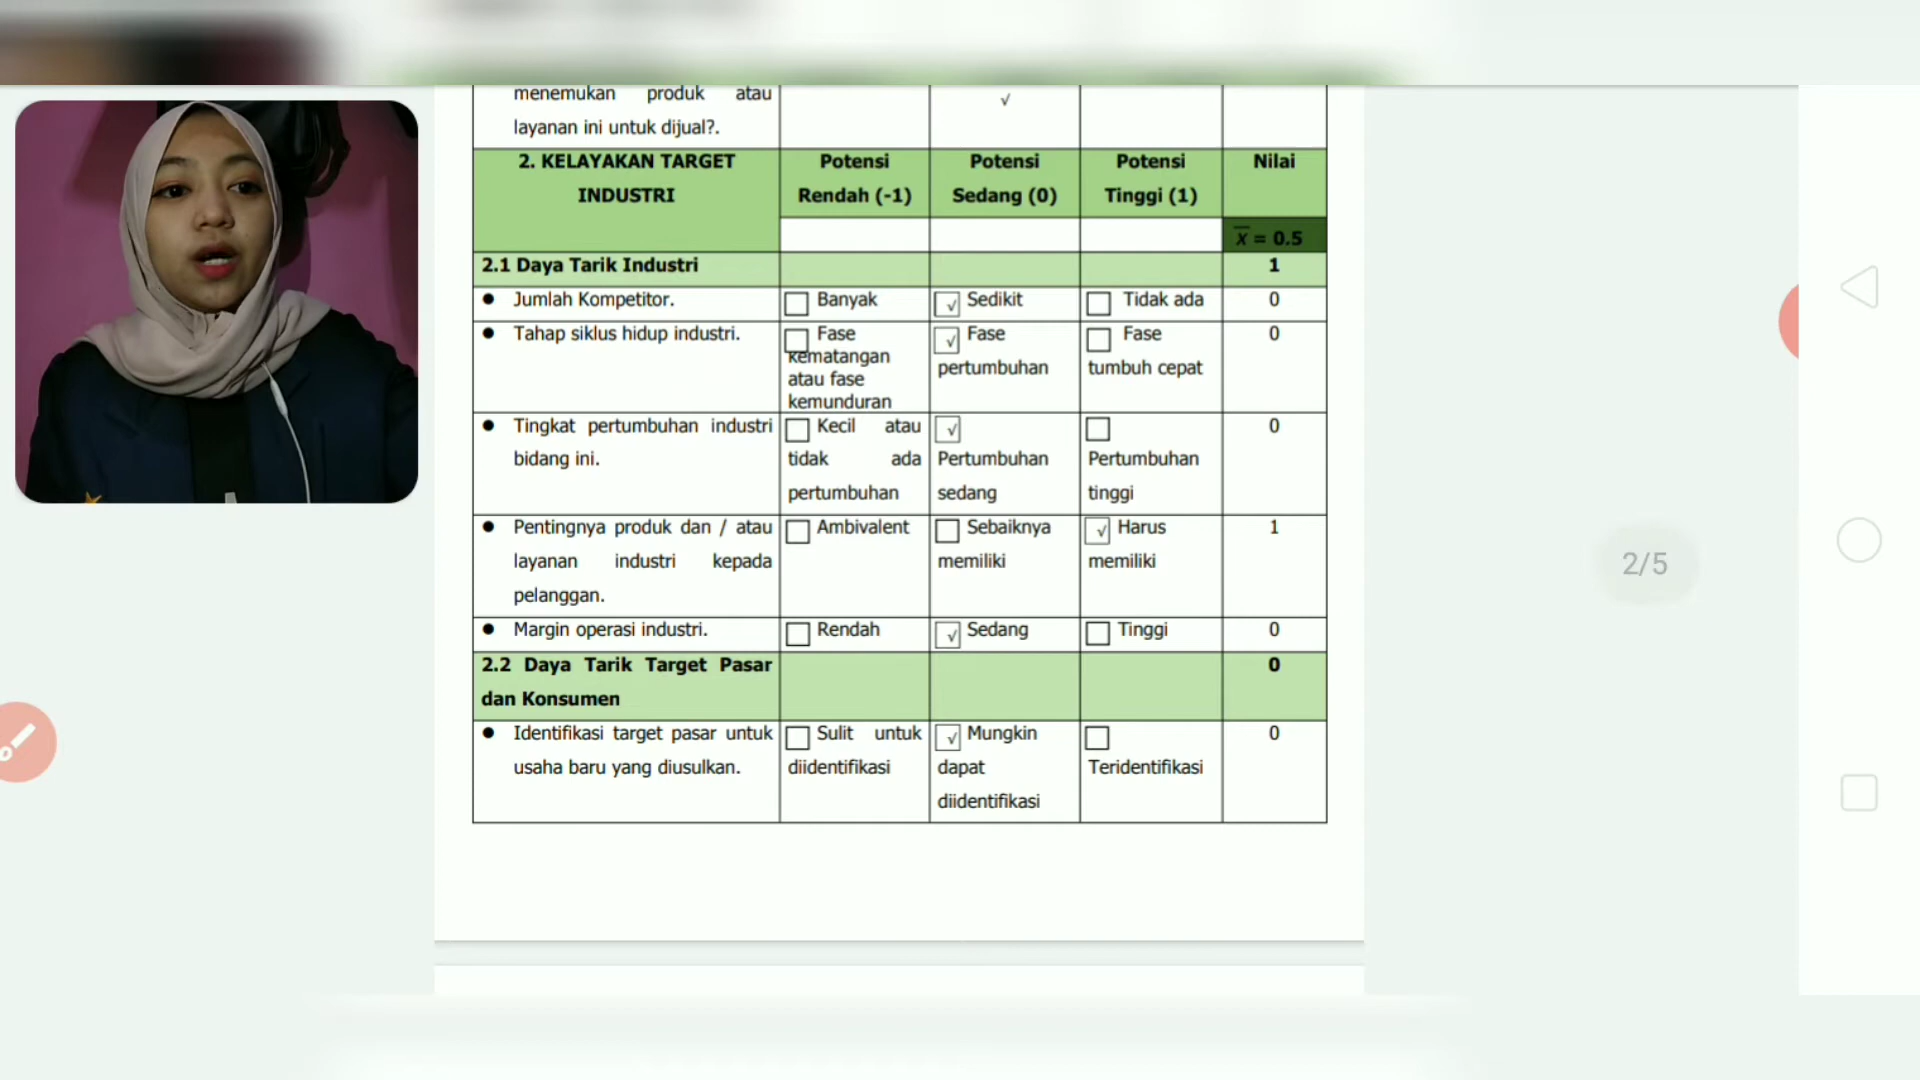 menemukan produk atau
layanan ini untuk dijual?.
√
2. KELAYAKAN TARGET
INDUSTRI
Potensi
Rendah (-1)
Potensi
Sedang (0)
Potensi
Tinggi (1)
Nilai
x̅ = 0.5
2.1 Daya Tarik Industri
1
● Jumlah Kompetitor.
Banyak
√ Sedikit
Tidak ada
0
● Tahap siklus hidup industri.
Fase
kematangan
atau fase
kemunduran
√ Fase
pertumbuhan
Fase
tumbuh cepat
0
● Tingkat pertumbuhan industri
bidang ini.
Kecil atau
tidak ada
pertumbuhan
√
Pertumbuhan
sedang
Pertumbuhan
tinggi
0
● Pentingnya produk dan / atau
layanan industri kepada
pelanggan.
Ambivalent
Sebaiknya
memiliki
√ Harus
memiliki
1
● Margin operasi industri.
Rendah
√ Sedang
Tinggi
0
2.2 Daya Tarik Target Pasar
dan Konsumen
0
● Identifikasi target pasar untuk
usaha baru yang diusulkan.
Sulit untuk
diidentifikasi
√ Mungkin
dapat
diidentifikasi
Teridentifikasi
0
2/5